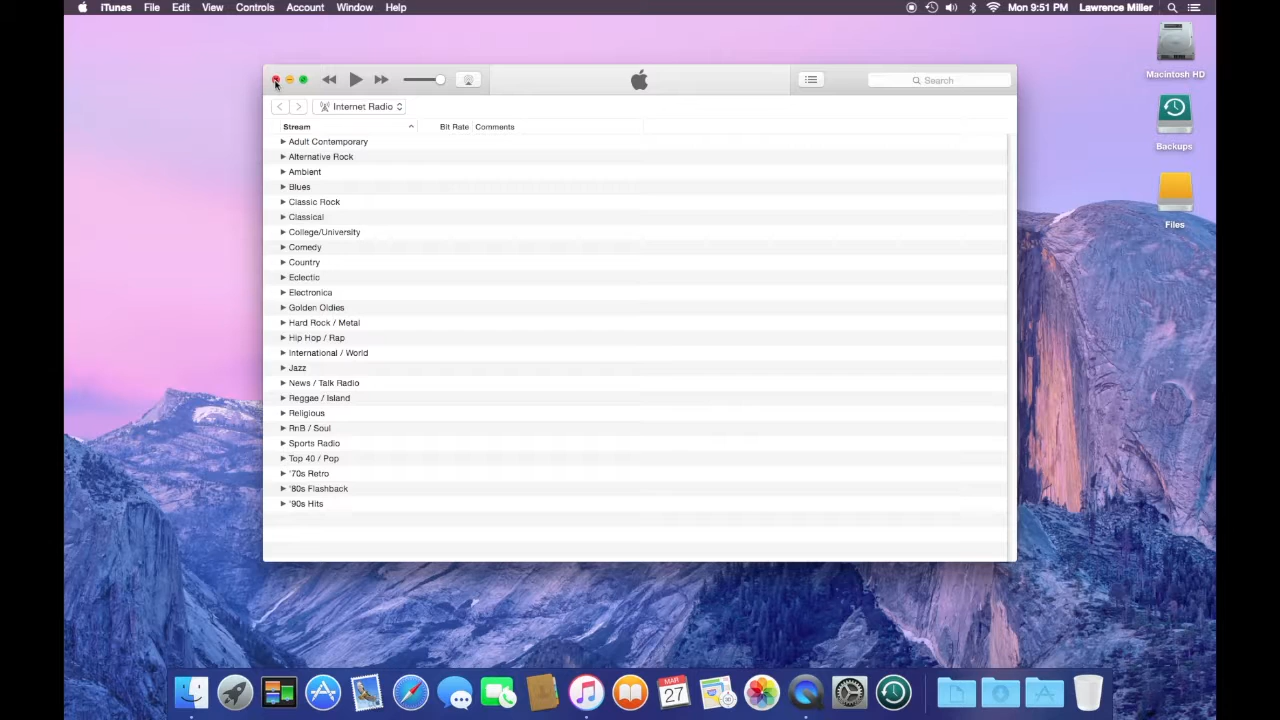 iTunes File Edit View Controls Account Window Help Mon 9:51 PM Lawrence Miller
Macintosh HD
Search
Internet Radio
Stream Bit Rate Comments
Adult Contemporary
Backups
Alternative Rock
Ambient
Blues
Classic Rock
Classical
Files
College/University
Comedy
Country
Eclectic
Electronica
Golden Oldies
Hard Rock / Metal
Hip Hop / Rap
International / World
Jazz
News / Talk Radio
Reggae / Island
Religious
RnB / Soul
Sports Radio
Top 40 / Pop
'70s Retro
'80s Flashback
'90s Hits
MAR
27